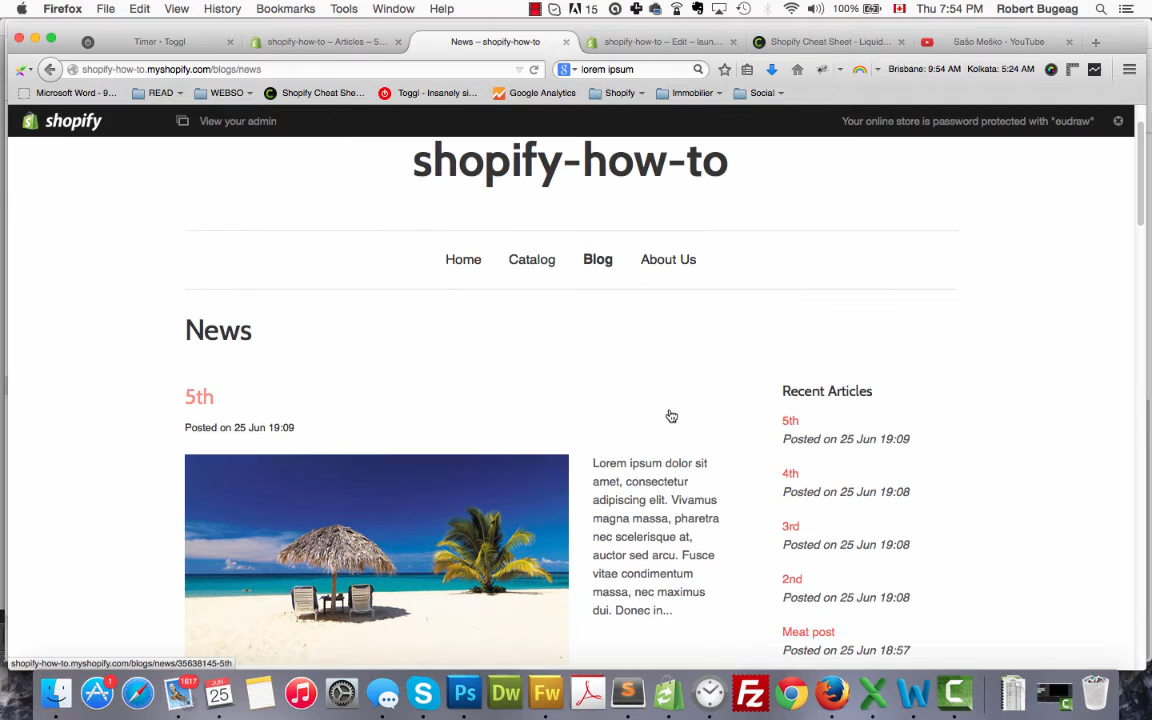 Firefox File Edit View History Bookmarks Tools Window Help 15 100% Thu 7:54 PM Robert Bugeag
Timer • Toggl shopify-how-to ~ Articles ~ 5... News – shopify-how-to shopify-how-to ~ Edit ~ laun... Shopify Cheat Sheet - Liquid... Sašo Meško - YouTube
shopify-how-to.myshopify.com/blogs/news lorem ipsum Brisbane: 9:54 AM Kolkata: 5:24 AM
Microsoft Word - 9... READ WEBSO Shopify Cheat She... Toggl - Insanely si... Google Analytics Shopify Immobilier Social
shopify View your admin Your online store is password protected with "eudraw"
shopify-how-to
Home Catalog Blog About Us
News
5th
Posted on 25 Jun 19:09
Lorem ipsum dolor sit
amet, consectetur
adipiscing elit. Vivamus
magna massa, pharetra
nec scelerisque at,
auctor sed arcu. Fusce
vitae condimentum
massa, nec maximus
dui. Donec in...
Recent Articles
5th
Posted on 25 Jun 19:09
4th
Posted on 25 Jun 19:08
3rd
Posted on 25 Jun 19:08
2nd
Posted on 25 Jun 19:08
Meat post
Posted on 25 Jun 18:57
shopify-how-to.myshopify.com/blogs/news/35638145-5th
1 1617 JUN 25 S Ps Dw Fw S Fz X W C